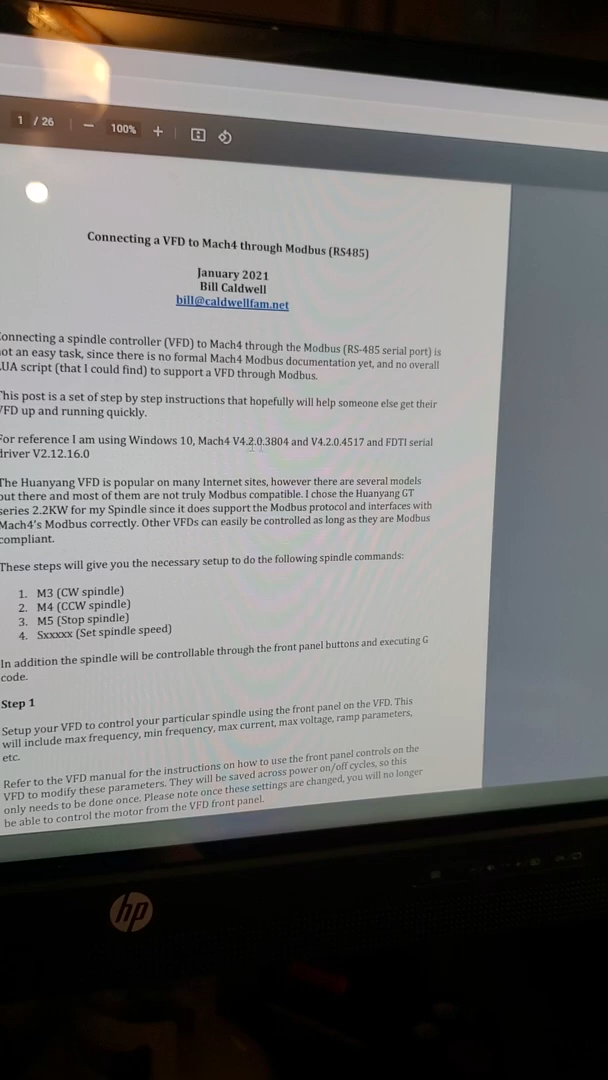 1 / 26 100%
Connecting a VFD to Mach4 through Modbus (RS485)
January 2021
Bill Caldwell
bill@caldwellfam.net
onnecting a spindle controller (VFD) to Mach4 through the Modbus (RS-485 serial port) is
ot an easy task, since there is no formal Mach4 Modbus documentation yet, and no overall
UA script (that I could find) to support a VFD through Modbus.
his post is a set of step by step instructions that hopefully will help someone else get their
FD up and running quickly.
or reference I am using Windows 10, Mach4 V4.2.0.3804 and V4.2.0.4517 and FDTI serial
driver V2.12.16.0
The Huanyang VFD is popular on many Internet sites, however there are several models
out there and most of them are not truly Modbus compatible. I chose the Huanyang GT
series 2.2KW for my Spindle since it does support the Modbus protocol and interfaces with
Mach4's Modbus correctly. Other VFDs can easily be controlled as long as they are Modbus
compliant.
These steps will give you the necessary setup to do the following spindle commands:
1. M3 (CW spindle)
2. M4 (CCW spindle)
3. M5 (Stop spindle)
4. Sxxxxx (Set spindle speed)
In addition the spindle will be controllable through the front panel buttons and executing G
code.
Step 1
Setup your VFD to control your particular spindle using the front panel on the VFD. This
will include max frequency, min frequency, max current, max voltage, ramp parameters,
etc.
Refer to the VFD manual for the instructions on how to use the front panel controls on the
VFD to modify these parameters. They will be saved across power on/off cycles, so this
only needs to be done once. Please note once these settings are changed, you will no longer
be able to control the motor from the VFD front panel.
hp